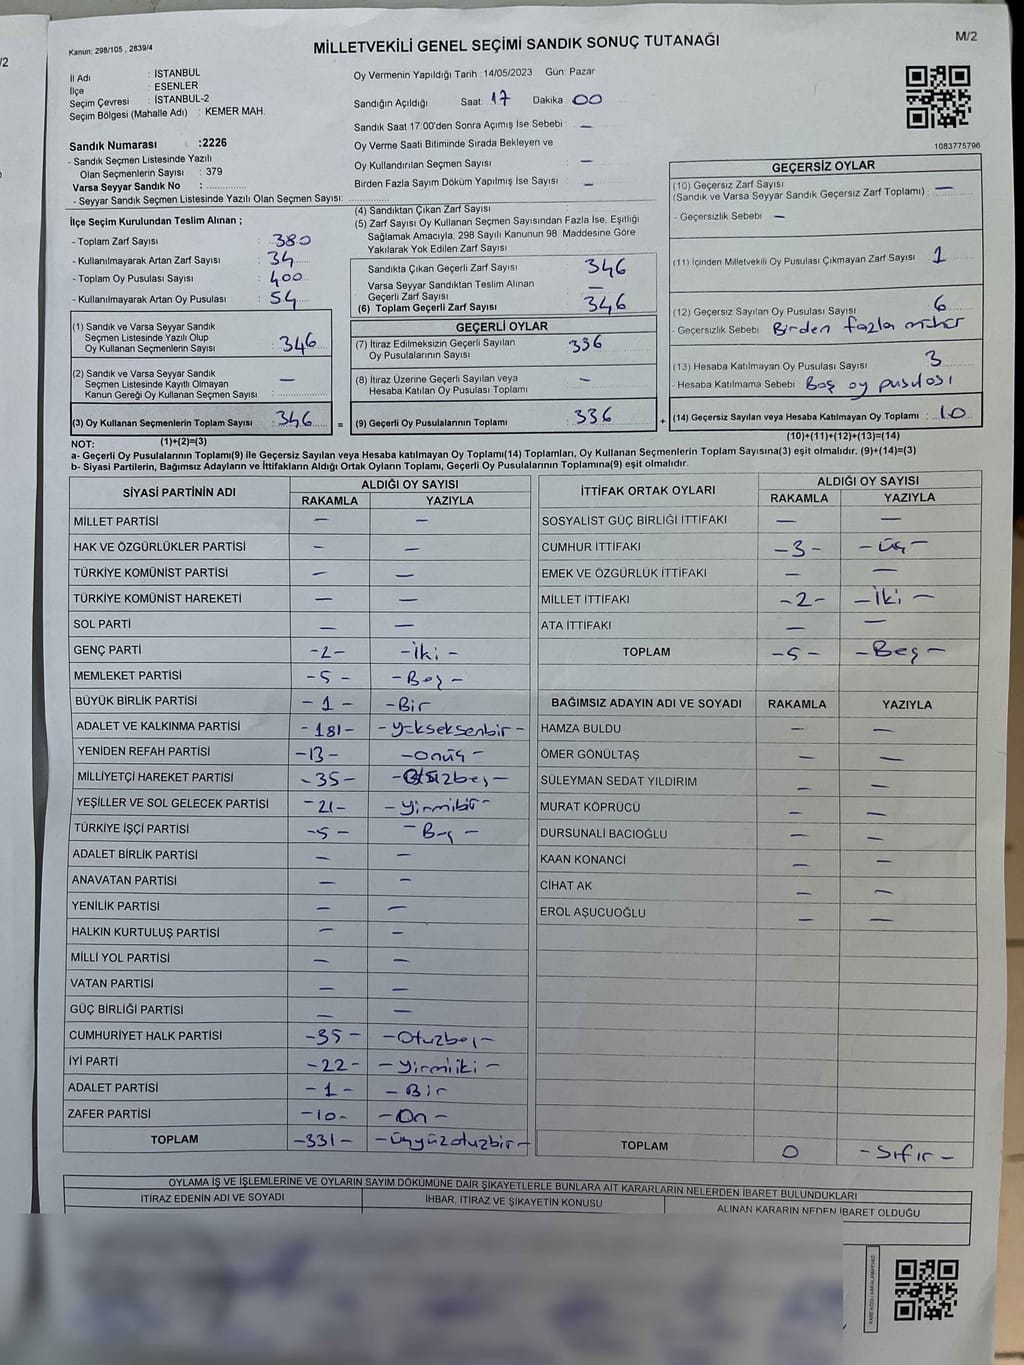 /2
Kanun: 298/105 , 2839/4
MİLLETVEKİLİ GENEL SEÇİMİ SANDIK SONUÇ TUTANAĞI
M/2
İl Adı : İSTANBUL
İlçe : ESENLER
Seçim Çevresi : İSTANBUL-2
Seçim Bölgesi (Mahalle Adı) : KEMER MAH.
Oy Vermenin Yapıldığı Tarih : 14/05/2023 Gün: Pazar
Sandığın Açıldığı Saat: 17 Dakika 00
Sandık Saat 17:00'den Sonra Açımış İse Sebebi : —
Oy Verme Saati Bitiminde Sırada Bekleyen ve
Oy Kullandırılan Seçmen Sayısı : —
Birden Fazla Sayım Döküm Yapılmış İse Sayısı : —
1083775796
Sandık Numarası :2226
- Sandık Seçmen Listesinde Yazılı
Olan Seçmenlerin Sayısı : 379
Varsa Seyyar Sandık No :
- Seyyar Sandık Seçmen Listesinde Yazılı Olan Seçmen Sayısı:
İlçe Seçim Kurulundan Teslim Alınan ;
- Toplam Zarf Sayısı : 380
- Kullanılmayarak Artan Zarf Sayısı : 34
- Toplam Oy Pusulası Sayısı : 400
- Kullanılmayarak Artan Oy Pusulası : 54
(4) Sandıktan Çıkan Zarf Sayısı
(5) Zarf Sayısı Oy Kullanan Seçmen Sayısından Fazla İse, Eşitliği
Sağlamak Amacıyla, 298 Sayılı Kanunun 98 .Maddesine Göre
Yakılarak Yok Edilen Zarf Sayısı
Sandıkta Çıkan Geçerli Zarf Sayısı 346
Varsa Seyyar Sandıktan Teslim Alınan
Geçerli Zarf Sayısı —
(6) Toplam Geçerli Zarf Sayısı 346
GEÇERSİZ OYLAR
(10) Geçersiz Zarf Sayısı
(Sandık ve Varsa Seyyar Sandık Geçersiz Zarf Toplamı) —
- Geçersizlik Sebebi : —
(11) İçinden Milletvekili Oy Pusulası Çıkmayan Zarf Sayısı 1
(12) Geçersiz Sayılan Oy Pusulası Sayısı 6
- Geçersizlik Sebebi : Birden fazla mühür
(13) Hesaba Katılmayan Oy Pusulası Sayısı 3
- Hesaba Katılmama Sebebi : Boş oy pusulası
(14) Geçersiz Sayılan veya Hesaba Katılmayan Oy Toplamı : 10
(10)+(11)+(12)+(13)=(14)
(1) Sandık ve Varsa Seyyar Sandık
Seçmen Listesinde Yazılı Olup
Oy Kullanan Seçmenlerin Sayısı : 346
(2) Sandık ve Varsa Seyyar Sandık
Seçmen Listesinde Kayıtlı Olmayan
Kanun Gereği Oy Kullanan Seçmen Sayısı : —
(3) Oy Kullanan Seçmenlerin Toplam Sayısı : 346
=
GEÇERLİ OYLAR
(7) İtiraz Edilmeksizin Geçerli Sayılan
Oy Pusulalarının Sayısı 336
(8) İtiraz Üzerine Geçerli Sayılan veya
Hesaba Katılan Oy Pusulası Toplamı —
(9) Geçerli Oy Pusulalarının Toplamı 336
+
NOT: (1)+(2)=(3)
a- Geçerli Oy Pusulalarının Toplamı(9) ile Geçersiz Sayılan veya Hesaba katılmayan Oy Toplamı(14) Toplamları, Oy Kullanan Seçmenlerin Toplam Sayısına(3) eşit olmalıdır. (9)+(14)=(3)
b- Siyasi Partilerin, Bağımsız Adayların ve İttifakların Aldığı Ortak Oyların Toplamı, Geçerli Oy Pusulalarının Toplamına(9) eşit olmalıdır.
SİYASİ PARTİNİN ADI ALDIĞI OY SAYISI
RAKAMLA YAZIYLA
MİLLET PARTİSİ — —
HAK VE ÖZGÜRLÜKLER PARTİSİ — —
TÜRKİYE KOMÜNİST PARTİSİ — —
TÜRKİYE KOMÜNİST HAREKETİ — —
SOL PARTİ — —
GENÇ PARTİ -2- -İki-
MEMLEKET PARTİSİ -5- -Beş-
BÜYÜK BİRLİK PARTİSİ -1- -Bir
ADALET VE KALKINMA PARTİSİ -181- -yükseksenbir-
YENİDEN REFAH PARTİSİ -13- -onüç-
MİLLİYETÇİ HAREKET PARTİSİ -35- -otuzbeş-
YEŞİLLER VE SOL GELECEK PARTİSİ -21- -yirmibir-
TÜRKİYE İŞÇİ PARTİSİ -5- -Beş-
ADALET BİRLİK PARTİSİ — —
ANAVATAN PARTİSİ — —
YENİLİK PARTİSİ — —
HALKIN KURTULUŞ PARTİSİ — —
MİLLİ YOL PARTİSİ — —
VATAN PARTİSİ — —
GÜÇ BİRLİĞİ PARTİSİ — —
CUMHURİYET HALK PARTİSİ -35- -Otuzbeş-
İYİ PARTİ -22- -yirmiiki-
ADALET PARTİSİ -1- -Bir
ZAFER PARTİSİ -10- -On-
TOPLAM -331- -üçyüzotuzbir-
İTTİFAK ORTAK OYLARI ALDIĞI OY SAYISI
RAKAMLA YAZIYLA
SOSYALİST GÜÇ BİRLİĞİ İTTİFAKI — —
CUMHUR İTTİFAKI -3- -üç-
EMEK VE ÖZGÜRLÜK İTTİFAKI — —
MİLLET İTTİFAKI -2- -İki-
ATA İTTİFAKI — —
TOPLAM -5- -Beş-
BAĞIMSIZ ADAYIN ADI VE SOYADI RAKAMLA YAZIYLA
HAMZA BULDU — —
ÖMER GÖNÜLTAŞ — —
SÜLEYMAN SEDAT YILDIRIM — —
MURAT KÖPRÜCÜ — —
DURSUNALİ BACIOĞLU — —
KAAN KONANCİ — —
CİHAT AK — —
EROL AŞUCUOĞLU — —
TOPLAM 0 -Sıfır-
OYLAMA İŞ VE İŞLEMLERİNE VE OYLARIN SAYIM DÖKÜMÜNE DAİR ŞİKAYETLERLE BUNLARA AİT KARARLARIN NELERDEN İBARET BULUNDUKLARI
İTİRAZ EDENİN ADI VE SOYADI İHBAR, İTİRAZ VE ŞİKAYETİN KONUSU ALINAN KARARIN NEDEN İBARET OLDUĞU